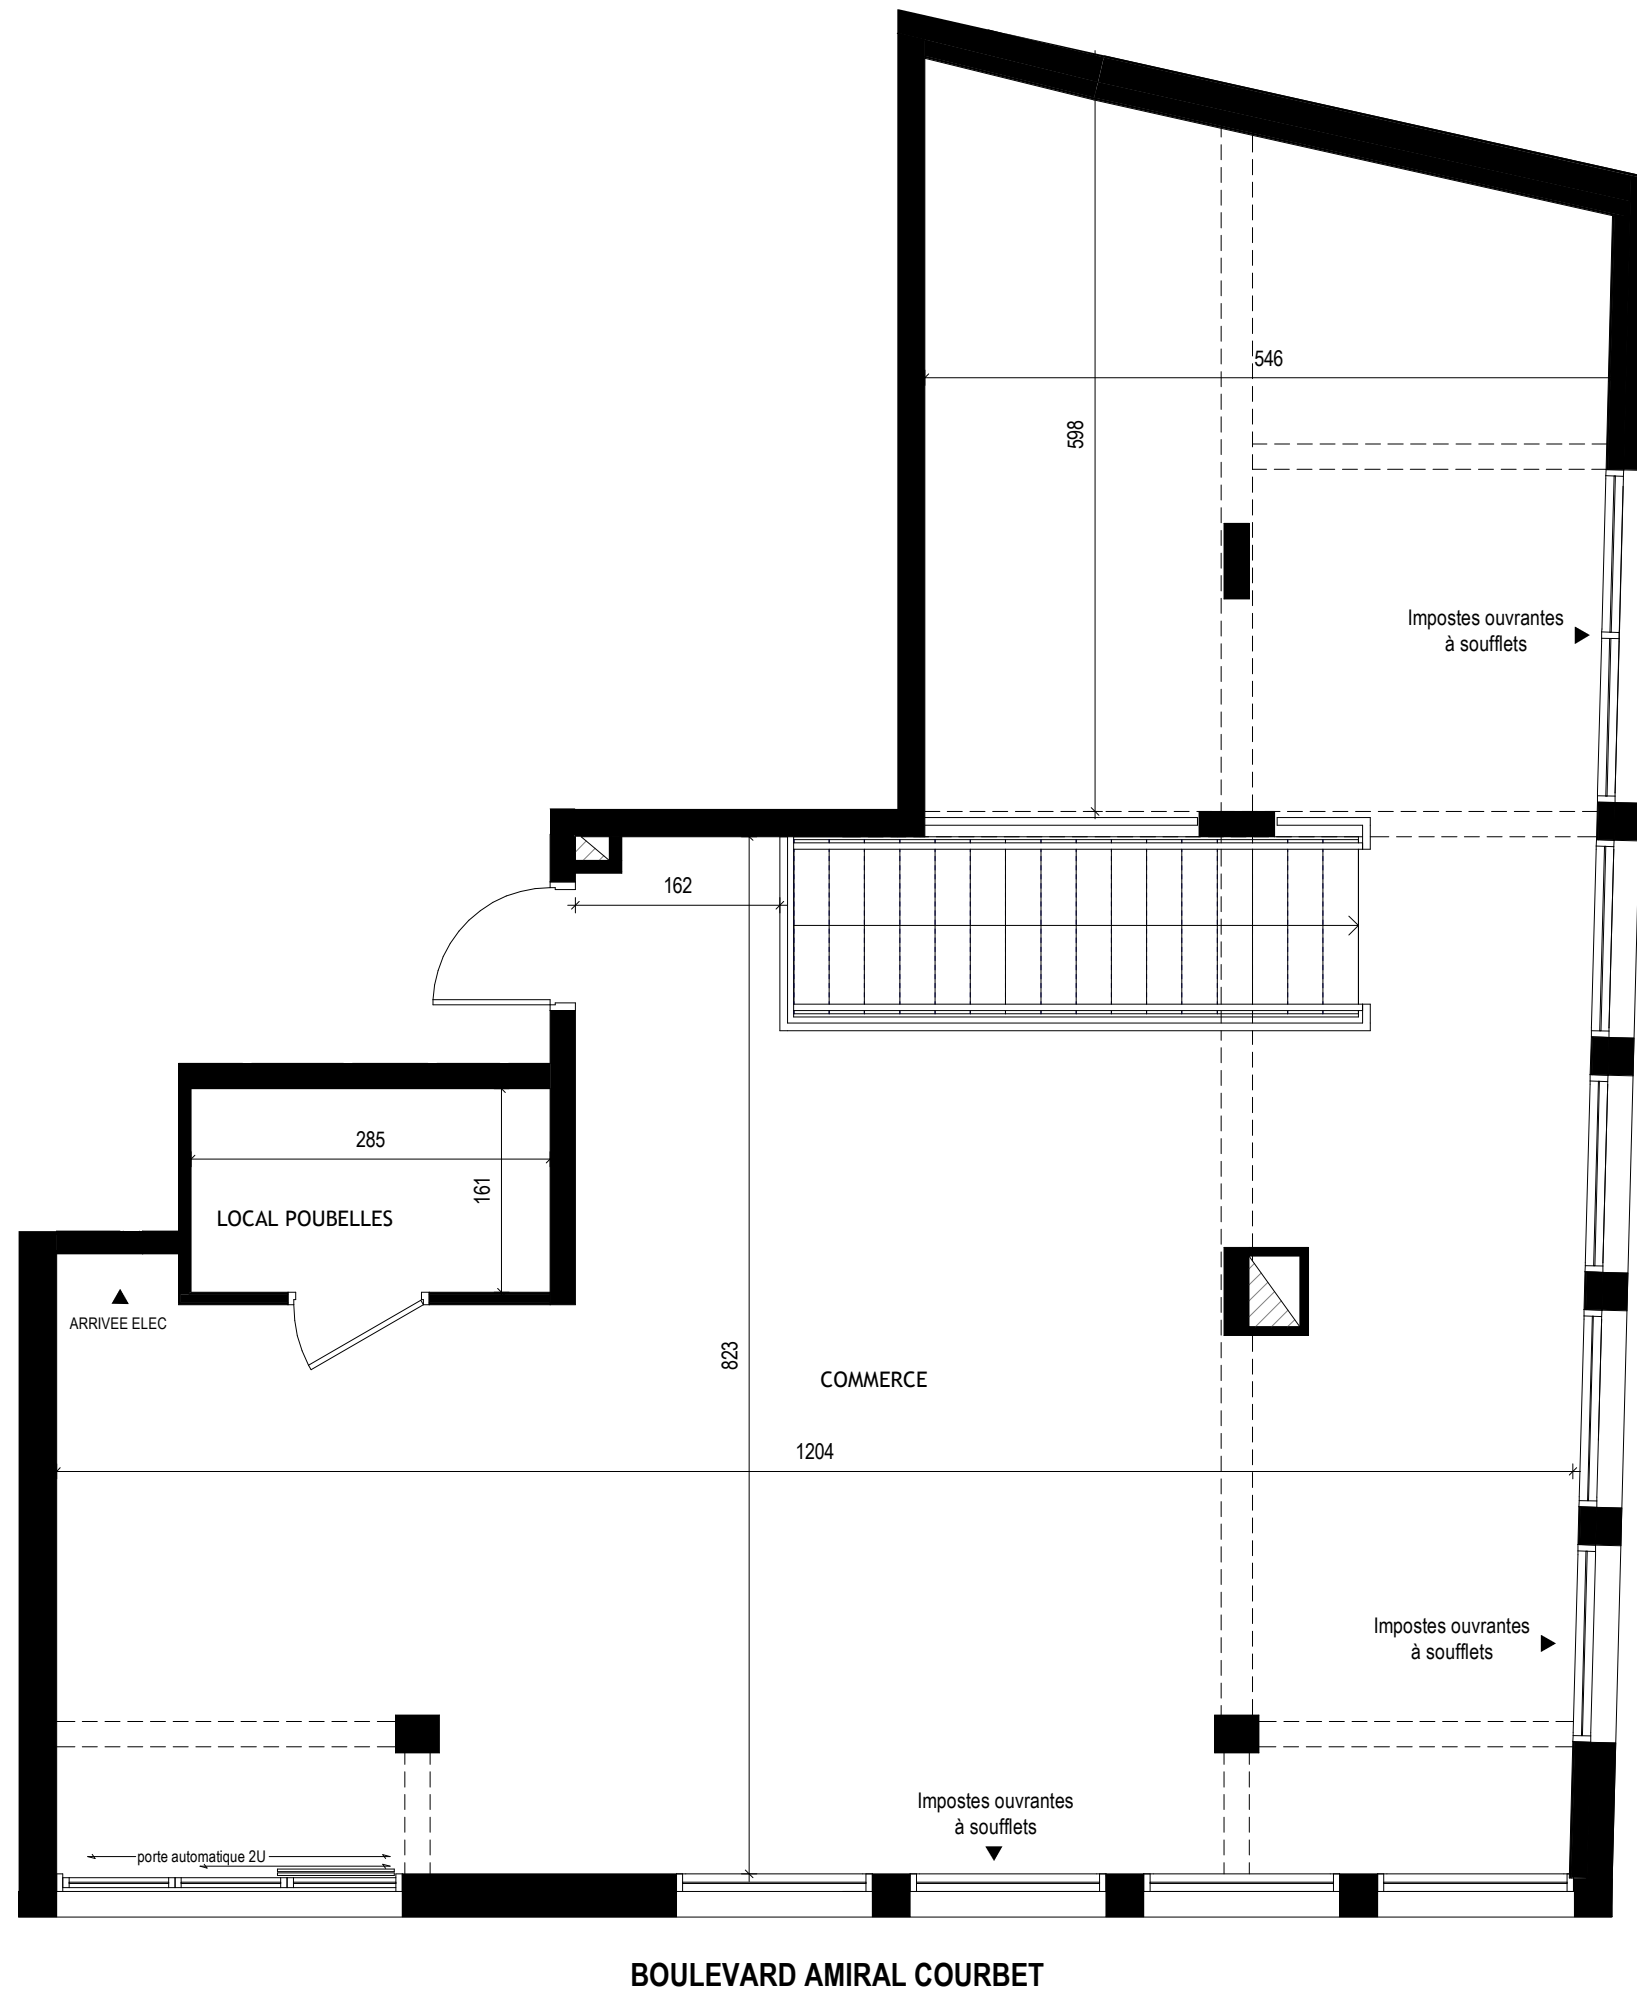 546
598
Impostes ouvrantes
à soufflets
162
285
161
LOCAL POUBELLES
ARRIVEE ELEC
823
COMMERCE
1204
Impostes ouvrantes
à soufflets
Impostes ouvrantes
à soufflets
porte automatique 2U
BOULEVARD AMIRAL COURBET